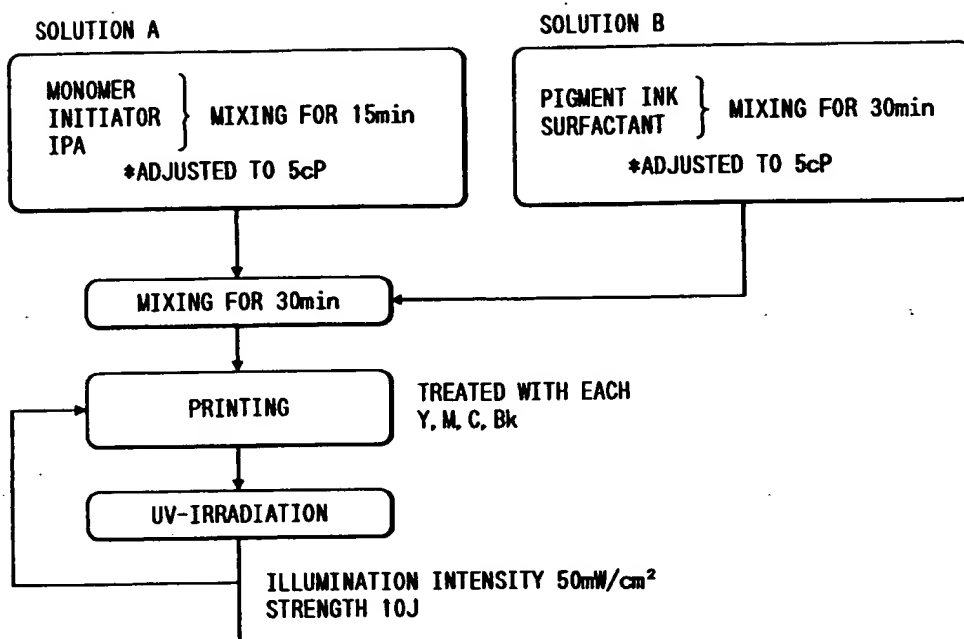 SOLUTION A
MONOMER
INITIATOR
IPA
MIXING FOR 15min
*ADJUSTED TO 5cP
SOLUTION B
PIGMENT INK
SURFACTANT
MIXING FOR 30min
*ADJUSTED TO 5cP
MIXING FOR 30min
PRINTING
TREATED WITH EACH
Y, M, C, Bk
UV-IRRADIATION
ILLUMINATION INTENSITY 50mW/cm²
STRENGTH 10J